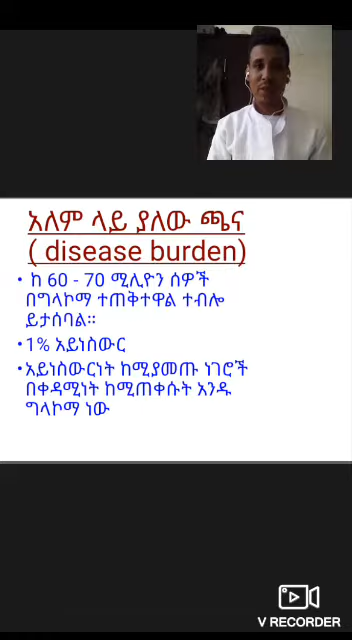 አለም ላይ ያለው ጫና
( disease burden)
• ከ 60 - 70 ሚሊዮን ሰዎች
በግላኮማ ተጠቅተዋል ተብሎ
ይታሰባል።
• 1% አይነስውር
• አይነስውርነት ከሚያመጡ ነገሮች
በቀዳሚነት ከሚጠቀሱት አንዱ
ግላኮማ ነው
V RECORDER